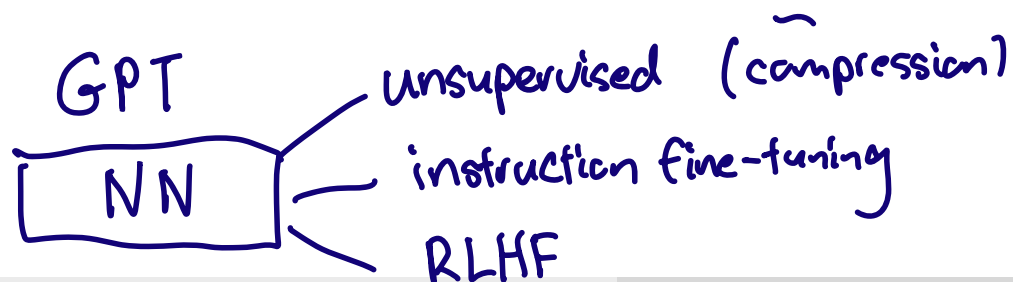 GPT
unsupervised (compression)
NN
instruction fine-tuning
RLHF